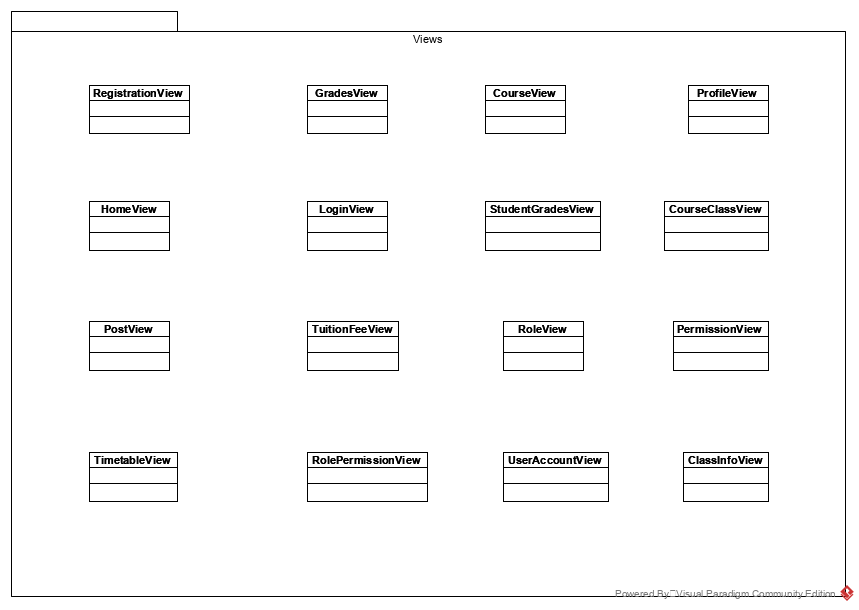 Views
RegistrationView
GradesView
CourseView
ProfileView
HomeView
LoginView
StudentGradesView
CourseClassView
PostView
TuitionFeeView
RoleView
PermissionView
TimetableView
RolePermissionView
UserAccountView
ClassInfoView
Powered By Visual Paradigm Community Edition